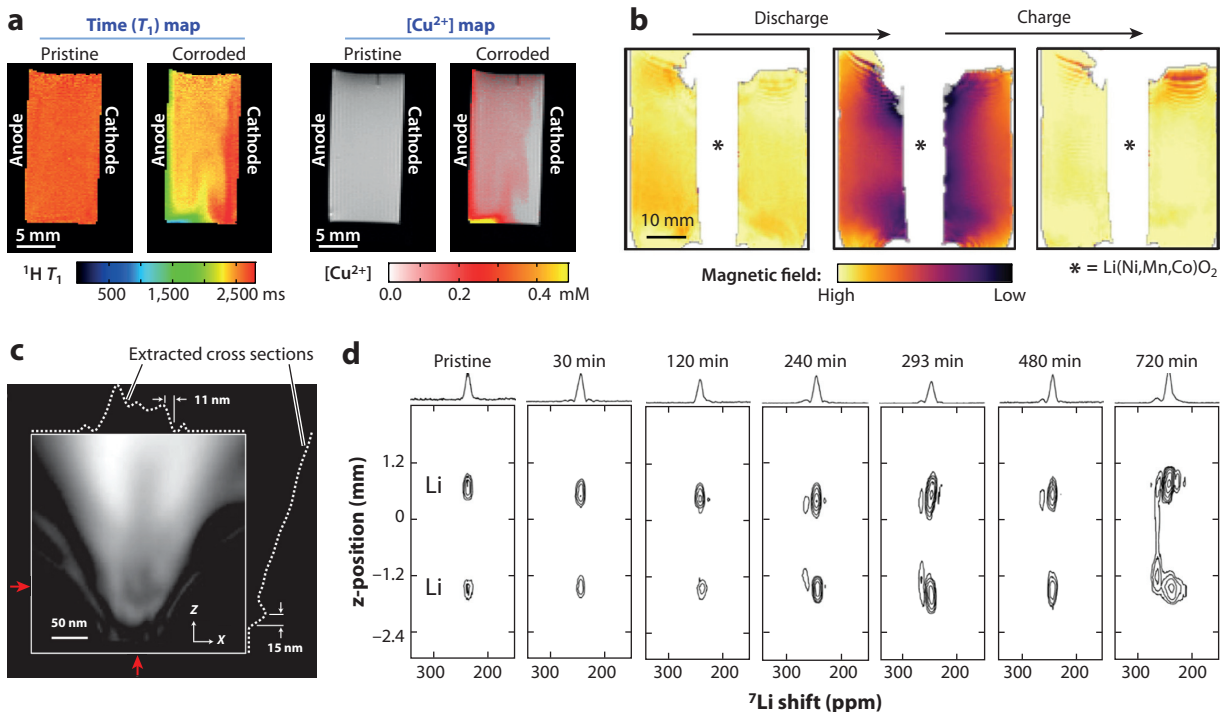 a
Time (T₁) map
[Cu²⁺] map
Pristine
Corroded
Pristine
Corroded
Anode
Cathode
Anode
Cathode
Anode
Cathode
Anode
Cathode
5 mm
5 mm
¹H T₁
500
1,500
2,500 ms
[Cu²⁺]
0.0
0.2
0.4 mM
b
Discharge
Charge
*
*
*
10 mm
Magnetic field:
High
Low
* = Li(Ni,Mn,Co)O₂
c
Extracted cross sections
11 nm
50 nm
Z
X
15 nm
d
Pristine
30 min
120 min
240 min
293 min
480 min
720 min
z-position (mm)
1.2
0
−1.2
−2.4
Li
Li
300 200
300 200
300 200
300 200
300 200
300 200
300 200
⁷Li shift (ppm)